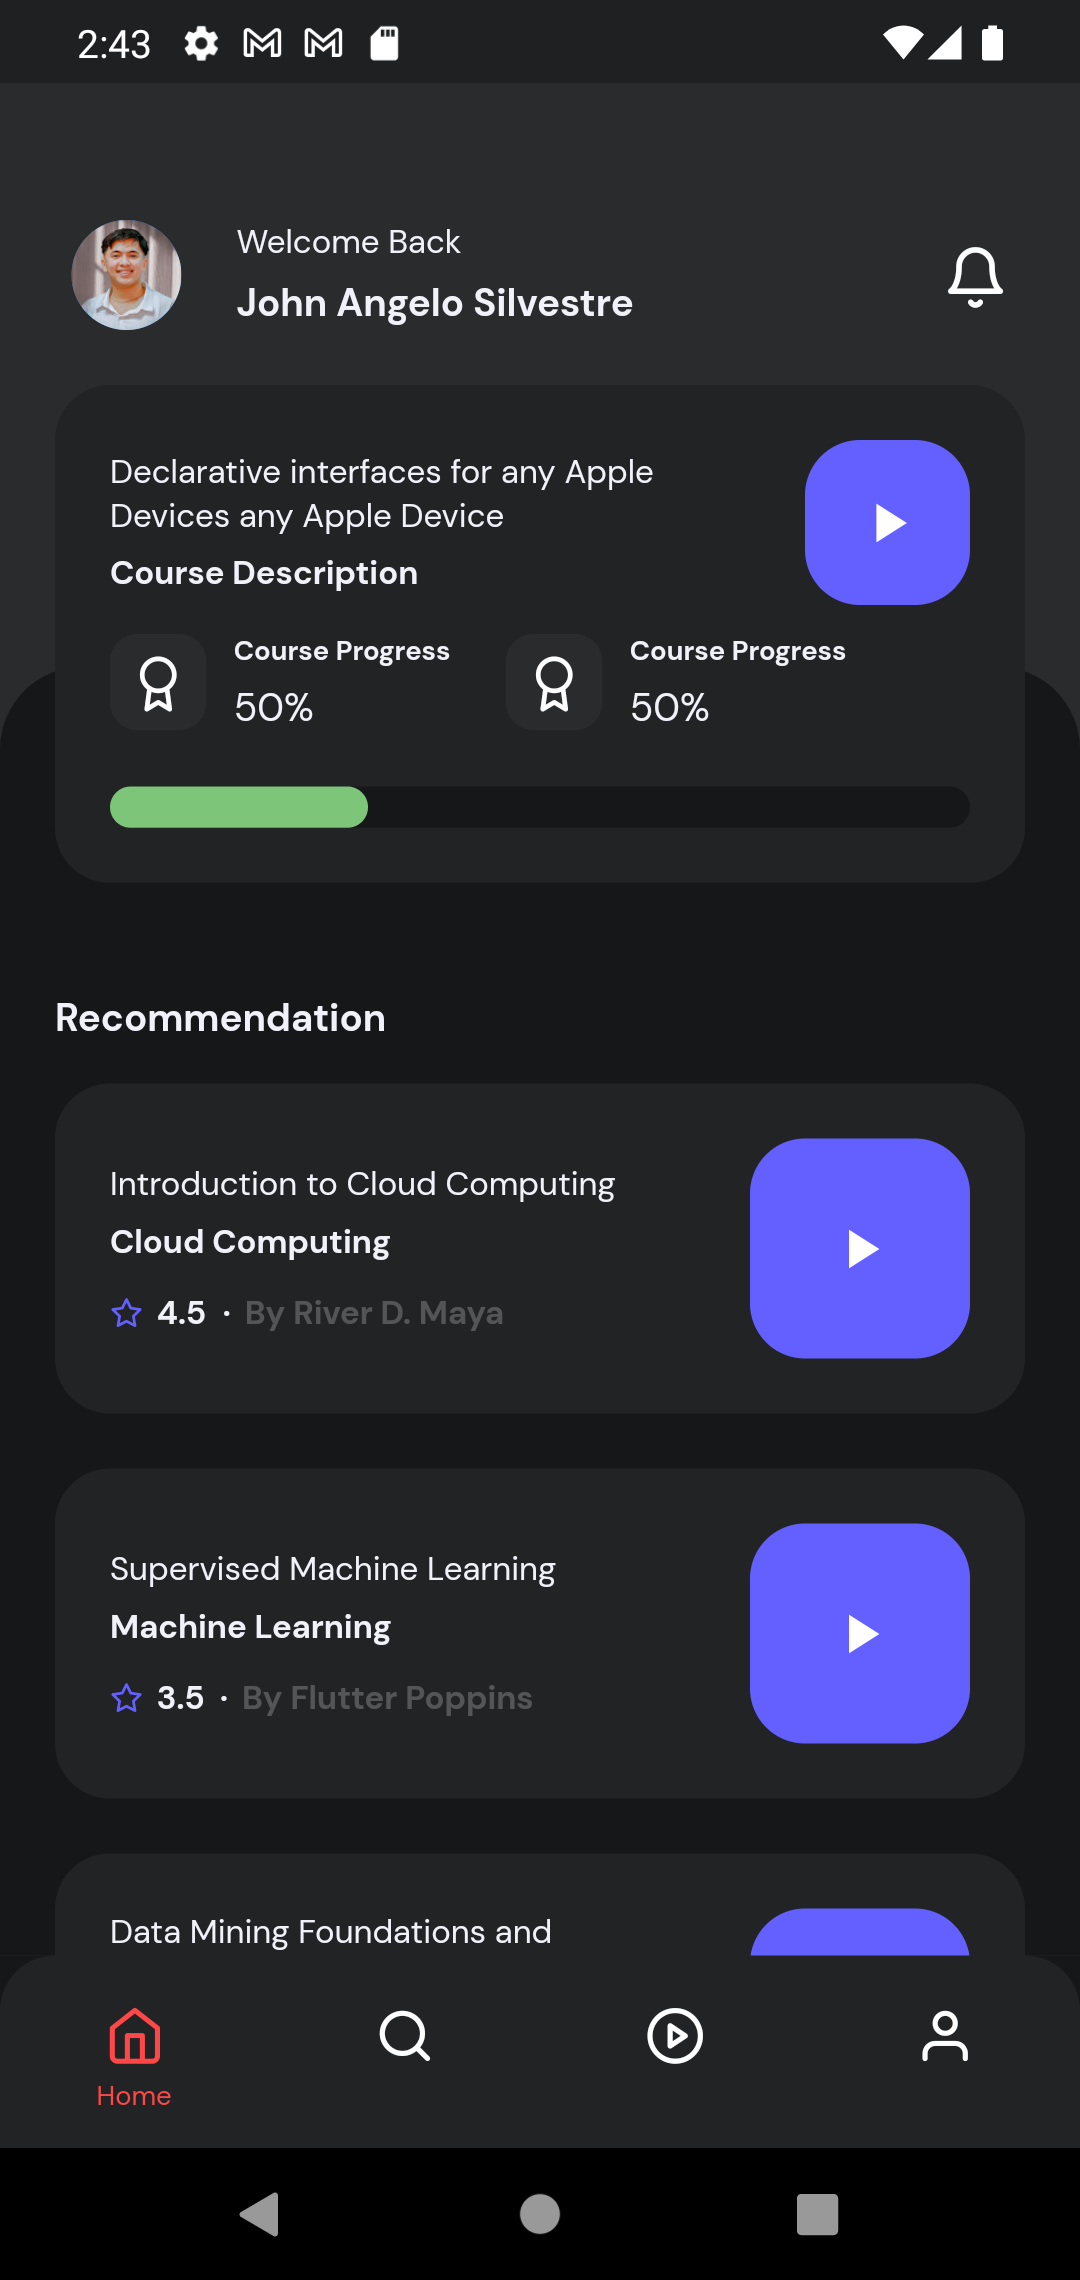 2:43
Welcome Back
John Angelo Silvestre
Declarative interfaces for any Apple
Devices any Apple Device
Course Description
Course Progress
50%
Course Progress
50%
Recommendation
Introduction to Cloud Computing
Cloud Computing
4.5 · By River D. Maya
Supervised Machine Learning
Machine Learning
3.5 · By Flutter Poppins
Data Mining Foundations and
Home